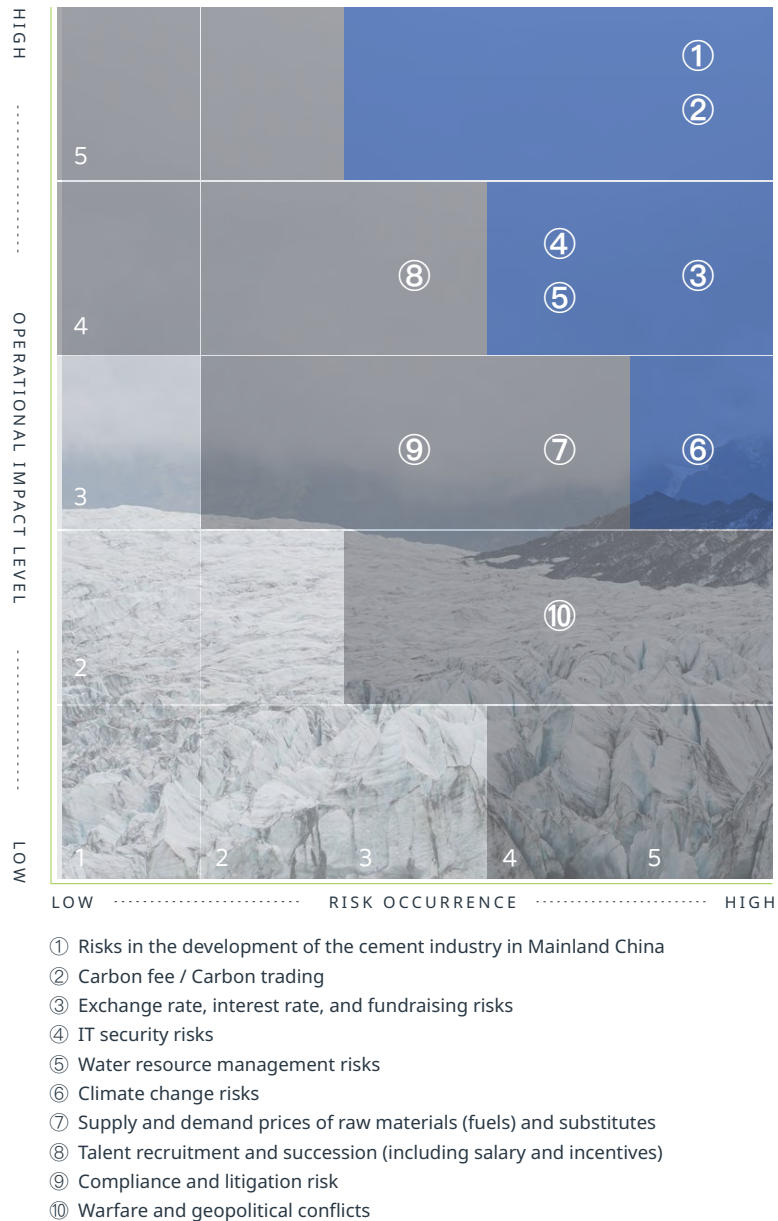 HIGH
OPERATIONAL IMPACT LEVEL
LOW
①
②
5
④
⑧
③
⑤
4
⑨
⑦
⑥
3
⑩
2
1
2
3
4
5
LOW
RISK OCCURRENCE
HIGH
① Risks in the development of the cement industry in Mainland China
② Carbon fee / Carbon trading
③ Exchange rate, interest rate, and fundraising risks
④ IT security risks
⑤ Water resource management risks
⑥ Climate change risks
⑦ Supply and demand prices of raw materials (fuels) and substitutes
⑧ Talent recruitment and succession (including salary and incentives)
⑨ Compliance and litigation risk
⑩ Warfare and geopolitical conflicts